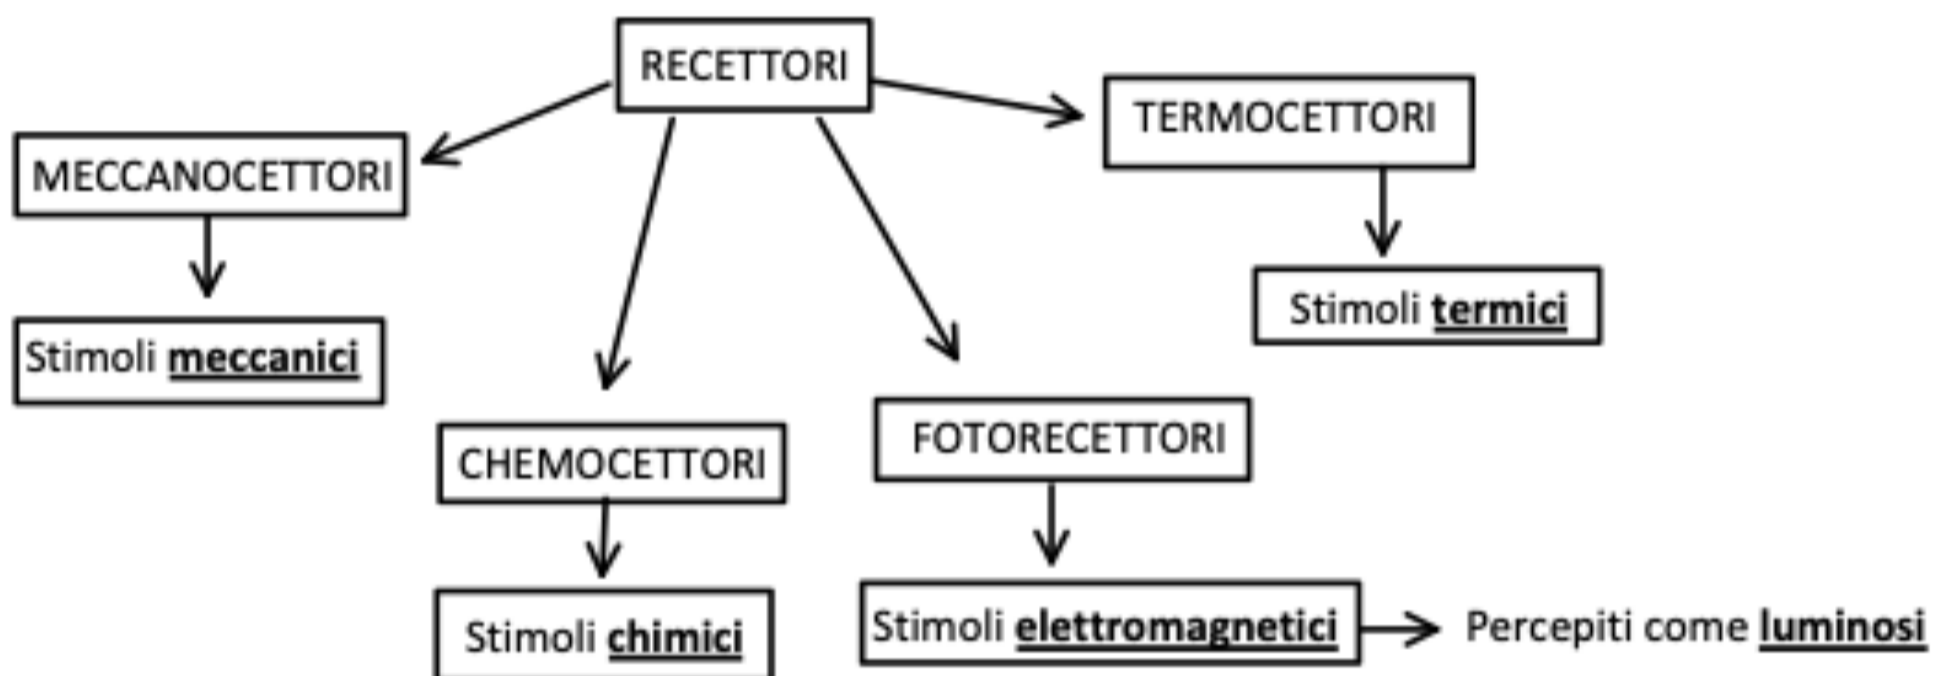 RECETTORI
TERMOCETTORI
MECCANOCETTORI
Stimoli termici
Stimoli meccanici
FOTORECETTORI
CHEMOCETTORI
Stimoli elettromagnetici
Percepiti come luminosi
Stimoli chimici